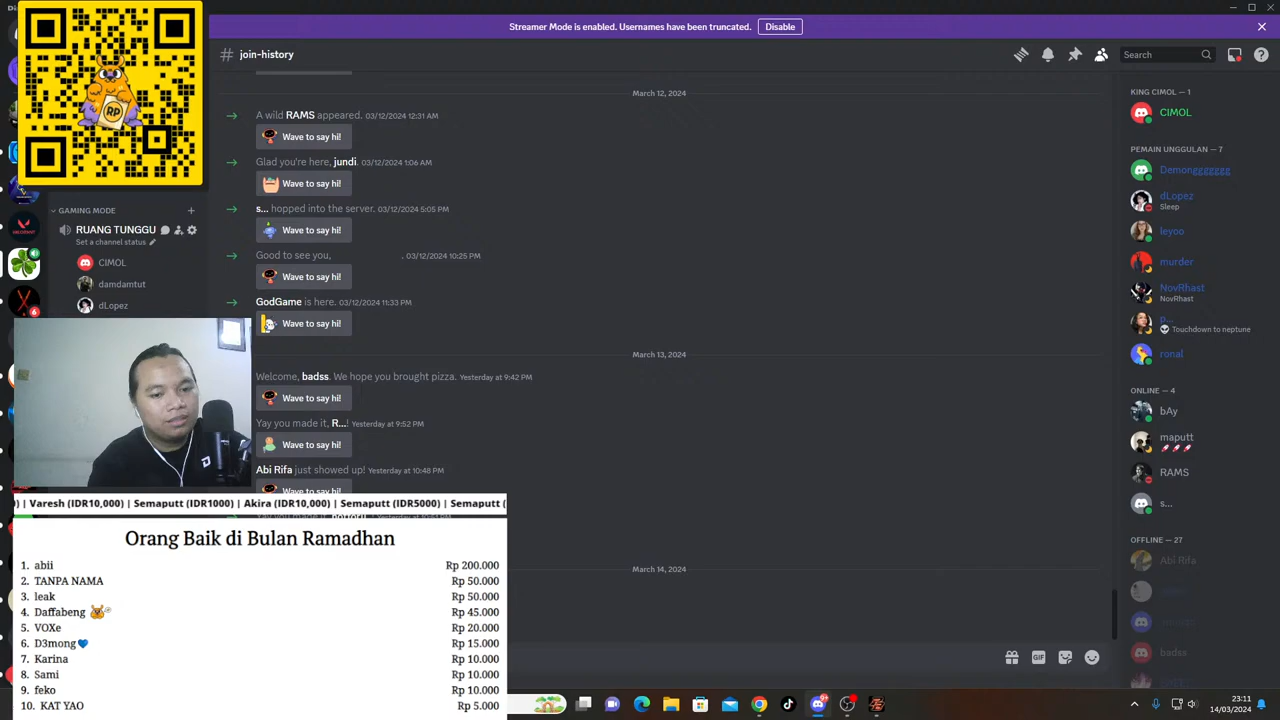 Streamer Mode is enabled. Usernames have been truncated.
Disable
join-history
Search
RP
GAMING MODE
RUANG TUNGGU
Set a channel status
CIMOL
damdamtut
dLopez
6
March 12, 2024
A wild RAMS appeared. 03/12/2024 12:31 AM
Wave to say hi!
Glad you're here, jundi. 03/12/2024 1:06 AM
Wave to say hi!
s... hopped into the server. 03/12/2024 5:05 PM
Wave to say hi!
Good to see you, . 03/12/2024 10:25 PM
Wave to say hi!
GodGame is here. 03/12/2024 11:33 PM
Wave to say hi!
March 13, 2024
Welcome, badss. We hope you brought pizza. Yesterday at 9:42 PM
Wave to say hi!
Yay you made it, R...! Yesterday at 9:52 PM
Wave to say hi!
Abi Rifa just showed up! Yesterday at 10:48 PM
Wave to say hi!
March 14, 2024
KING CIMOL — 1
CIMOL
PEMAIN UNGGULAN — 7
Demonggggggg
dLopez
Sleep
leyoo
murder
NovRhast
NovRhast
p...
Touchdown to neptune
ronal
ONLINE — 4
bAy
maputt
RAMS
s...
OFFLINE — 27
Abi Rifa
badss
) | Varesh (IDR10,000) | Semaputt (IDR1000) | Akira (IDR10,000) | Semaputt (IDR5000) | Semaputt (
Orang Baik di Bulan Ramadhan
1. abii Rp 200.000
2. TANPA NAMA Rp 50.000
3. leak Rp 50.000
4. Daffabeng Rp 45.000
5. VOXe Rp 20.000
6. D3mong💙 Rp 15.000
7. Karina Rp 10.000
8. Sami Rp 10.000
9. feko Rp 10.000
10. KAT YAO Rp 5.000
GIF
23:11
14/03/2024